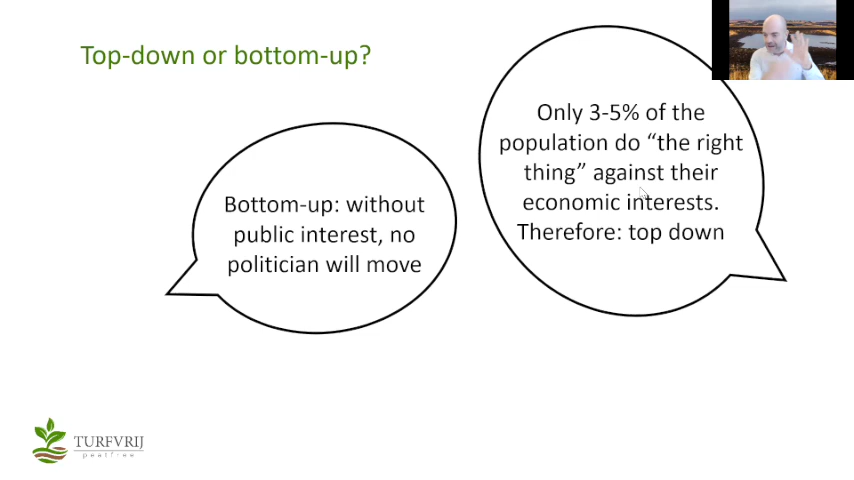 Top-down or bottom-up?
Only 3-5% of the
population do “the right
thing” against their
economic interests.
Therefore: top down
Bottom-up: without
public interest, no
politician will move
TURFVRIJ
peatfree